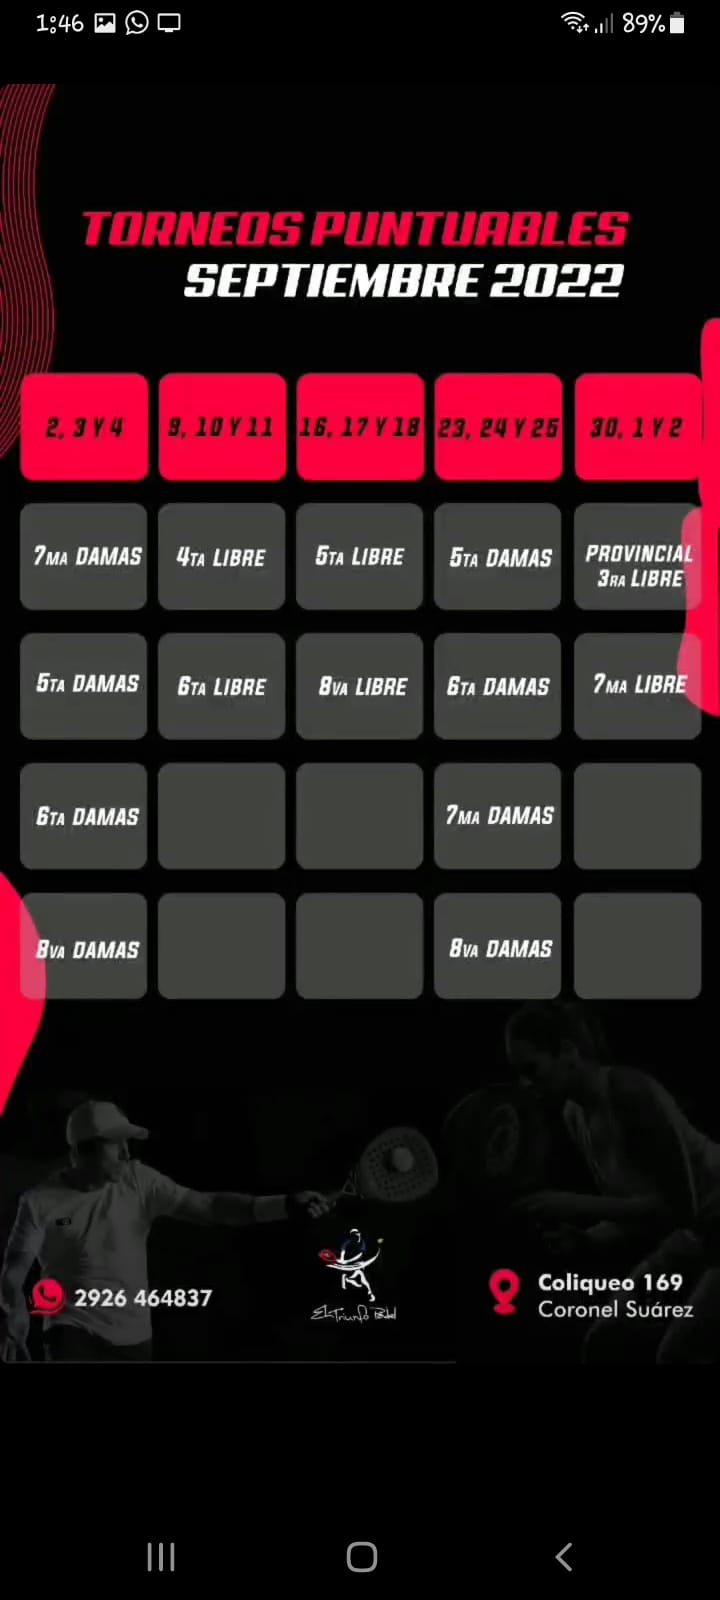 1:46
89%
TORNEOS PUNTUABLES
SEPTIEMBRE 2022
2, 3 Y 4
9, 10 Y 11
16, 17 Y 18
23, 24 Y 25
30, 1 Y 2
7MA DAMAS
4TA LIBRE
5TA LIBRE
5TA DAMAS
PROVINCIAL
3RA LIBRE
5TA DAMAS
6TA LIBRE
8VA LIBRE
6TA DAMAS
7MA LIBRE
6TA DAMAS
7MA DAMAS
8VA DAMAS
8VA DAMAS
2926 464837
El Triunfo Padel
Coliqueo 169
Coronel Suárez